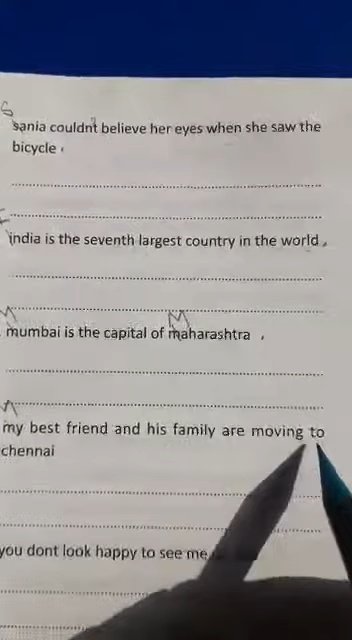 S
sania couldn't believe her eyes when she saw the
bicycle .
I
india is the seventh largest country in the world .
M M
mumbai is the capital of maharashtra .
M
my best friend and his family are moving to
chennai
you dont look happy to see me